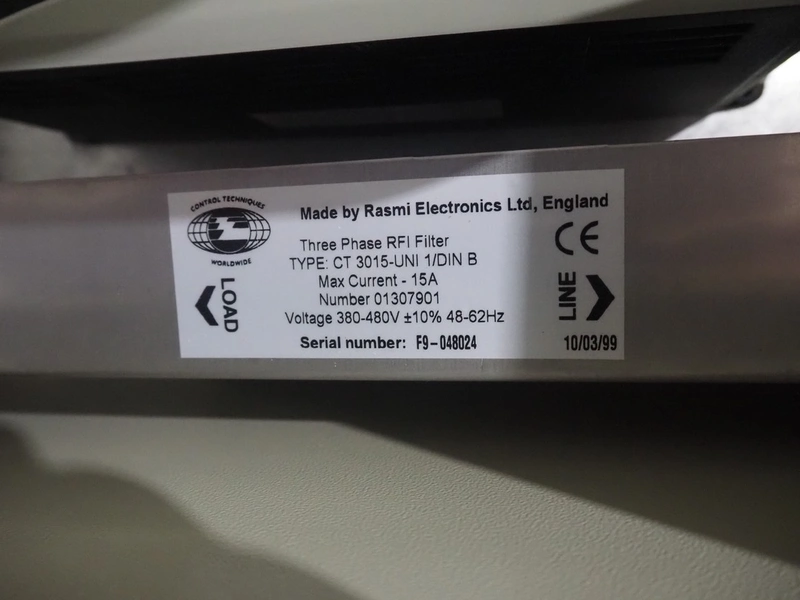 CONTROL TECHNIQUES
WORLDWIDE
Made by Rasmi Electronics Ltd, England
Three Phase RFI Filter
TYPE: CT 3015-UNI 1/DIN B
Max Current - 15A
Number 01307901
Voltage 380-480V ±10% 48-62Hz
Serial number: F9-048024
LOAD
CE
LINE
10/03/99